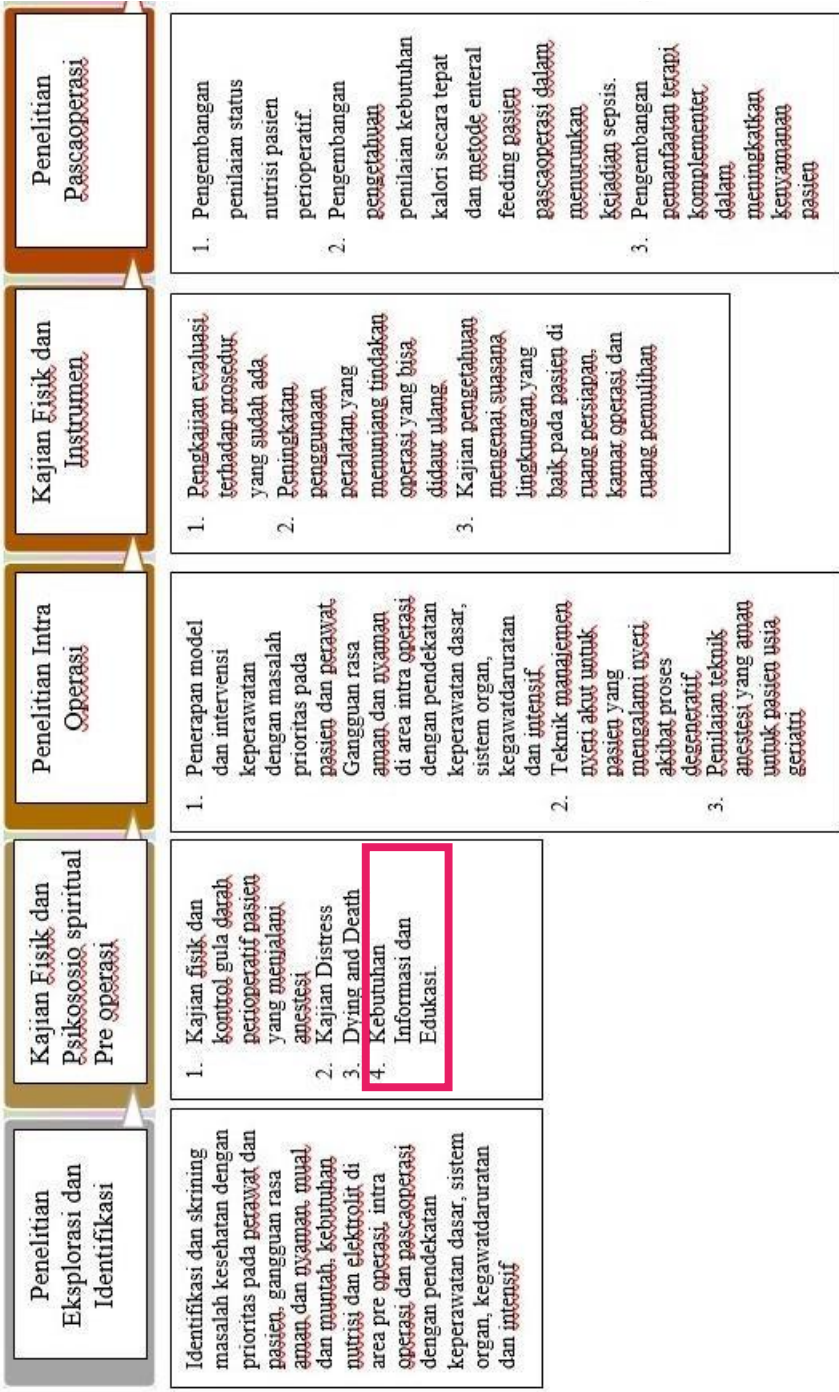 Penelitian
Eksplorasi dan
Identifikasi
Identifikasi dan skrining
masalah kesehatan dengan
prioritas pada perawat dan
pasien, gangguan rasa
aman dan nyaman, mual
dan muntah, kebutuhan
nutrisi dan elektrolit di
area pre operasi, intra
operasi dan pascaoperasi
dengan pendekatan
keperawatan dasar, sistem
organ, kegawatdaruratan
dan intensif
Kajian Fisik dan
Psikososio spiritual
Pre operasi
1. Kajian fisik dan
kontrol gula darah
perioperatif pasien
yang menjalani
anestesi
2. Kajian Distress
3. Dying and Death
4. Kebutuhan
Informasi dan
Edukasi.
Penelitian Intra
Operasi
1. Penerapan model
dan intervensi
keperawatan
dengan masalah
prioritas pada
pasien dan perawat
Gangguan rasa
aman dan nyaman
di area intra operasi
dengan pendekatan
keperawatan dasar,
sistem organ,
kegawatdaruratan
dan intensif
2. Teknik manajemen
nyeri akut untuk
pasien yang
mengalami nyeri
akibat proses
degeneratif
3. Penilaian teknik
anestesi yang aman
untuk pasien usia
geriatri
Kajian Fisik dan
Instrumen
1. Pengkajian evaluasi
terhadap prosedur
yang sudah ada
2. Peningkatan
penggunaan
peralatan yang
menunjang tindakan
operasi yang bisa
didaur ulang
3. Kajian pengetahuan
mengenai suasana
lingkungan yang
baik pada pasien di
ruang persiapan,
kamar operasi dan
ruang pemulihan
Penelitian
Pascaoperasi
1. Pengembangan
penilaian status
nutrisi pasien
perioperatif.
2. Pengembangan
pengetahuan
penilaian kebutuhan
kalori secara tepat
dan metode enteral
feeding pasien
pascaoperasi dalam
menurunkan
kejadian sepsis.
3. Pengembangan
pemanfaatan terapi
komplementer
dalam
meningkatkan
kenyamanan
pasien